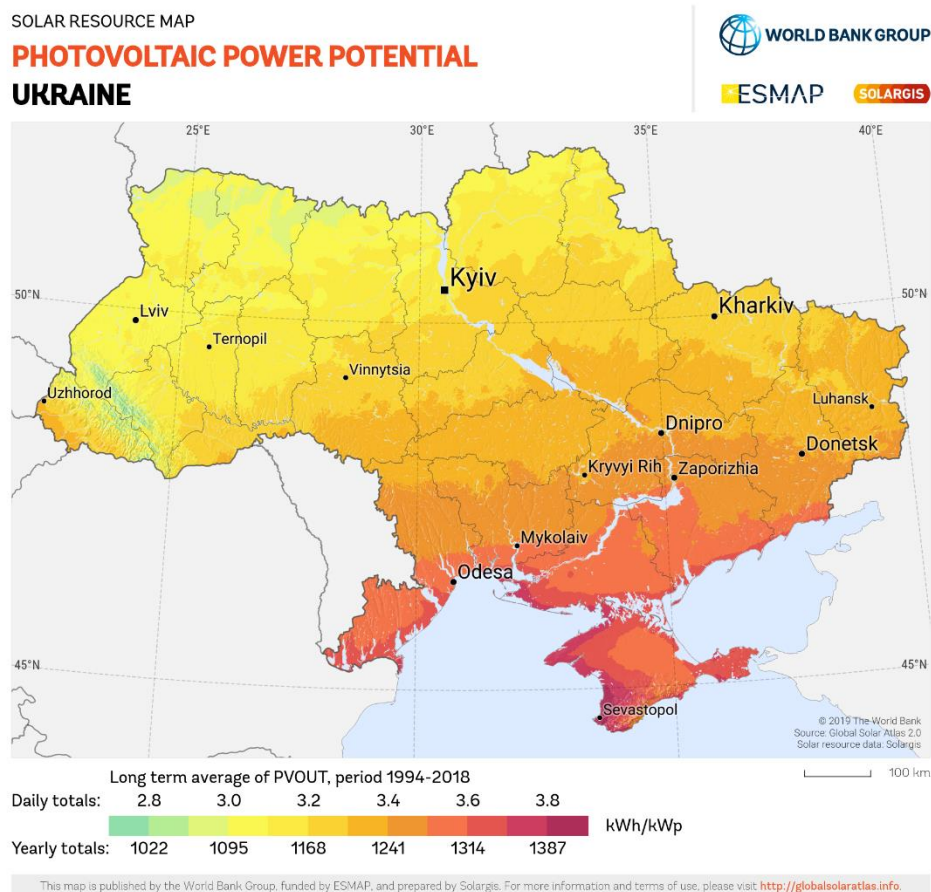 SOLAR RESOURCE MAP
PHOTOVOLTAIC POWER POTENTIAL
UKRAINE
WORLD BANK GROUP
ESMAP
SOLARGIS
25°E 30°E 35°E 40°E
50°N
50°N
Kyiv
Kharkiv
Lviv
Ternopil
Vinnytsia
Uzhhorod
Luhansk
Dnipro
Donetsk
Kryvyi Rih
Zaporizhia
Mykolaiv
Odesa
45°N
45°N
Sevastopol
© 2019 The World Bank
Source: Global Solar Atlas 2.0
Solar resource data: Solargis
100 km
Long term average of PVOUT, period 1994-2018
Daily totals: 2.8 3.0 3.2 3.4 3.6 3.8
kWh/kWp
Yearly totals: 1022 1095 1168 1241 1314 1387
This map is published by the World Bank Group, funded by ESMAP, and prepared by Solargis. For more information and terms of use, please visit http://globalsolaratlas.info.